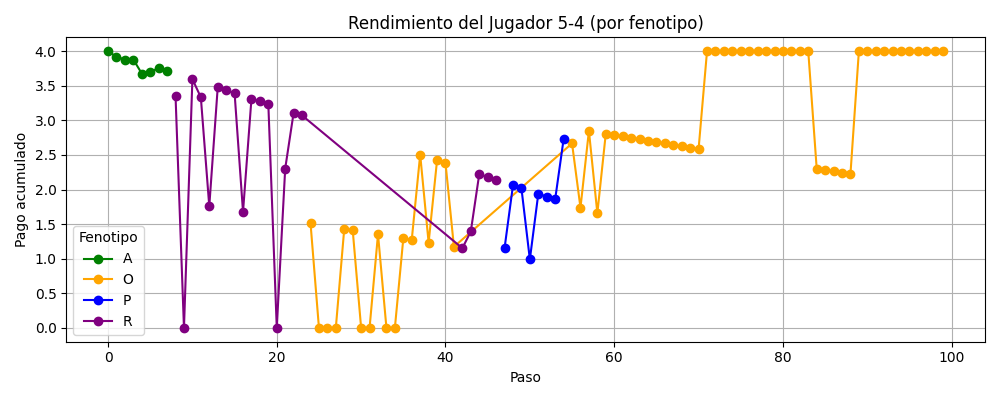 Rendimiento del Jugador 5-4 (por fenotipo)
Pago acumulado
4.0
3.5
3.0
2.5
2.0
1.5
1.0
0.5
0.0
Fenotipo
A
O
P
R
0
20
40
60
80
100
Paso